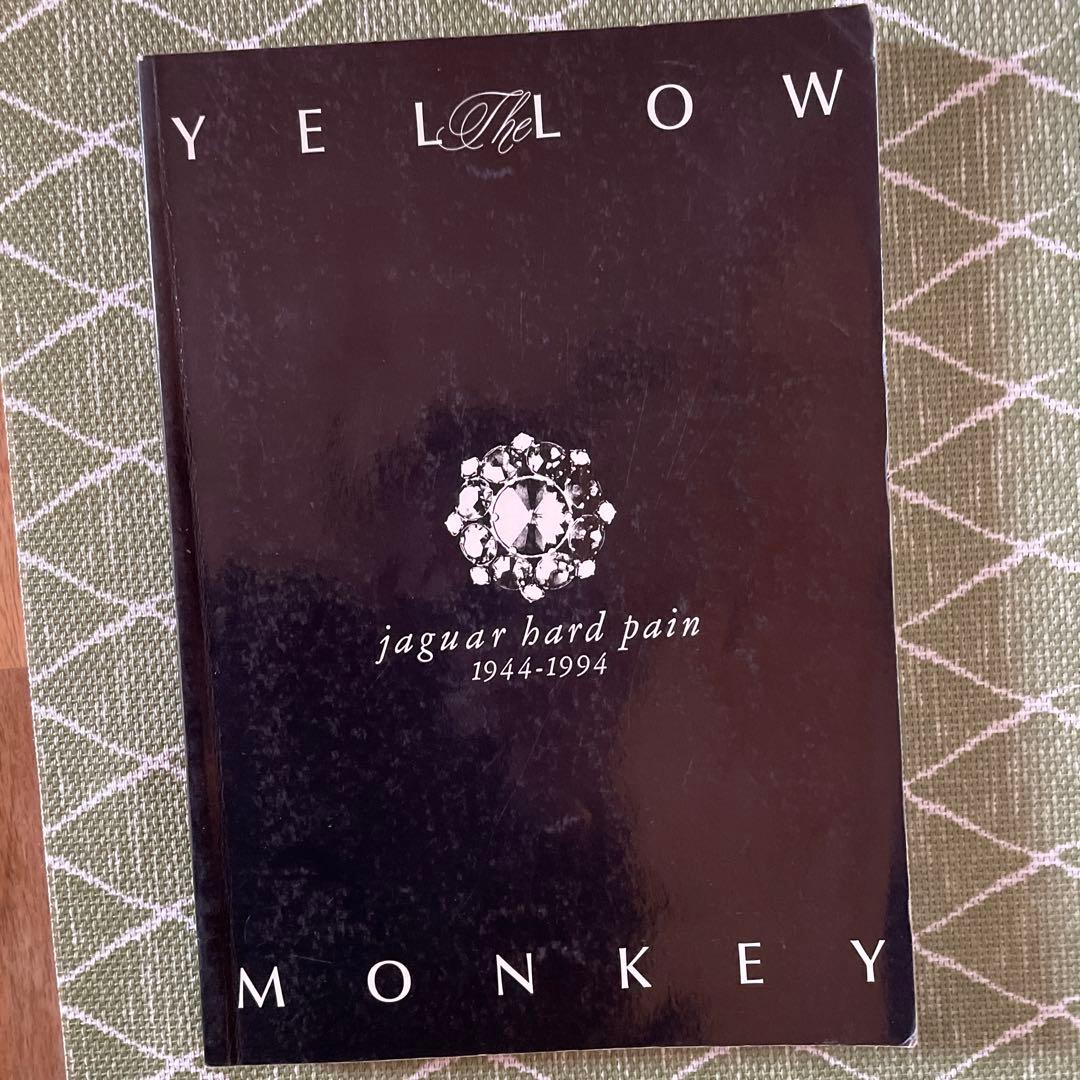 The
YELLOW
jaguar hard pain
1944-1994
MONKEY